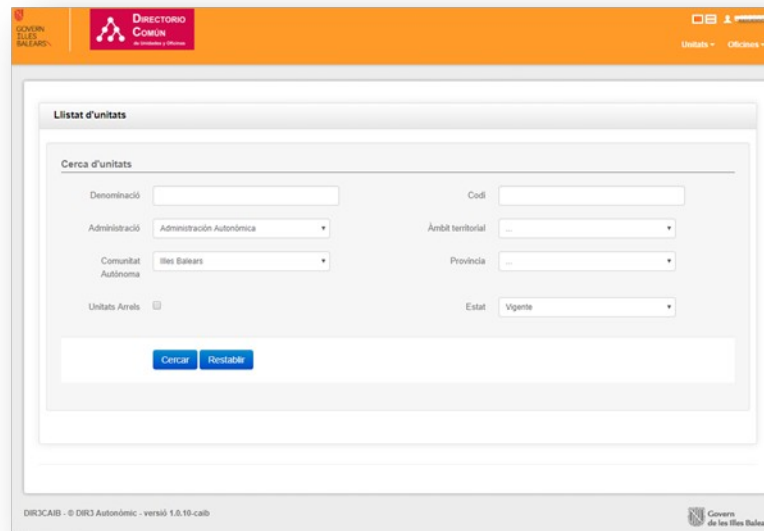 GOVERN
ILLES
BALEARS
DIRECTORIO
COMÚN
de Unidades y Oficinas
Unitats
Oficines
Llistat d'unitats
Cerca d'unitats
Denominació
Codi
Administració Administración Autonómica
Àmbit territorial ...
Comunitat Autònoma Illes Balears
Provincia ...
Unitats Arrels
Estat Vigente
Cercar Restablir
DIR3CAIB - © DIR3 Autonòmic - versió 1.0.10-caib
Govern
de les Illes Balea